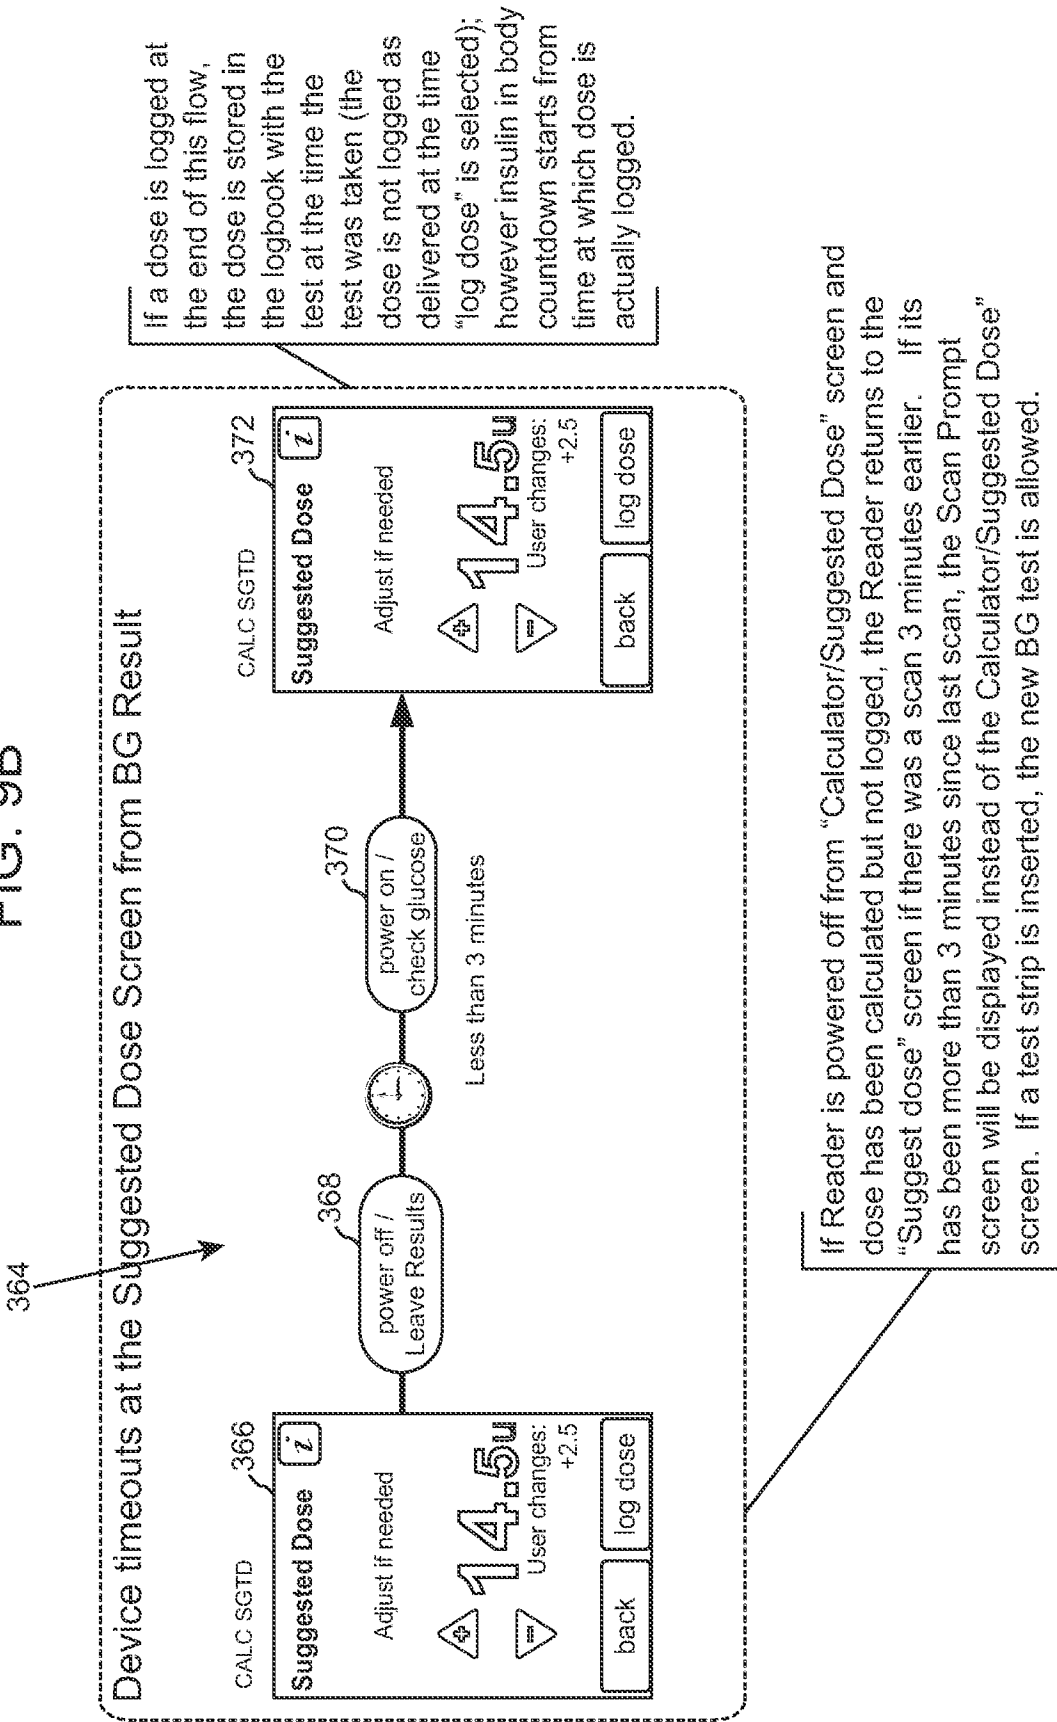 FIG. 9B
364
Device timeouts at the Suggested Dose Screen from BG Result
CALC SGTD
366
Suggested Dose
i
Adjust if needed
+
-
14.5u
User changes:
+2.5
back
log dose
368
power off /
Leave Results
370
power on /
check glucose
Less than 3 minutes
CALC SGTD
372
Suggested Dose
i
Adjust if needed
+
-
14.5u
User changes:
+2.5
back
log dose
If a dose is logged at
the end of this flow,
the dose is stored in
the logbook with the
test at the time the
test was taken (the
dose is not logged as
delivered at the time
“log dose” is selected);
however insulin in body
countdown starts from
time at which dose is
actually logged.
If Reader is powered off from “Calculator/Suggested Dose” screen and
dose has been calculated but not logged, the Reader returns to the
“Suggest dose” screen if there was a scan 3 minutes earlier. If its
has been more than 3 minutes since last scan, the Scan Prompt
screen will be displayed instead of the Calculator/Suggested Dose”
screen. If a test strip is inserted, the new BG test is allowed.